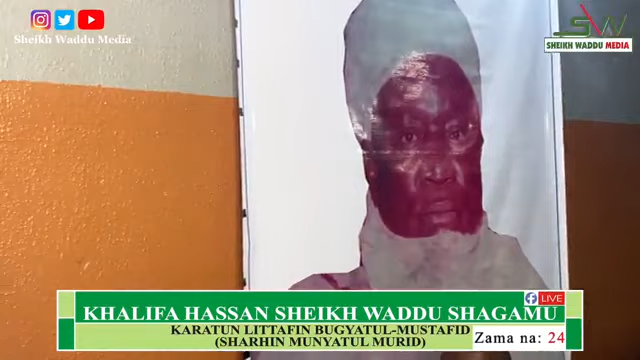 Sheikh Waddu Media
SHEIKH WADDU MEDIA
LIVE
KHALIFA HASSAN SHEIKH WADDU SHAGAMU
KARATUN LITTAFIN BUGYATUL-MUSTAFID
(SHARHIN MUNYATUL MURID)
Zama na: 24